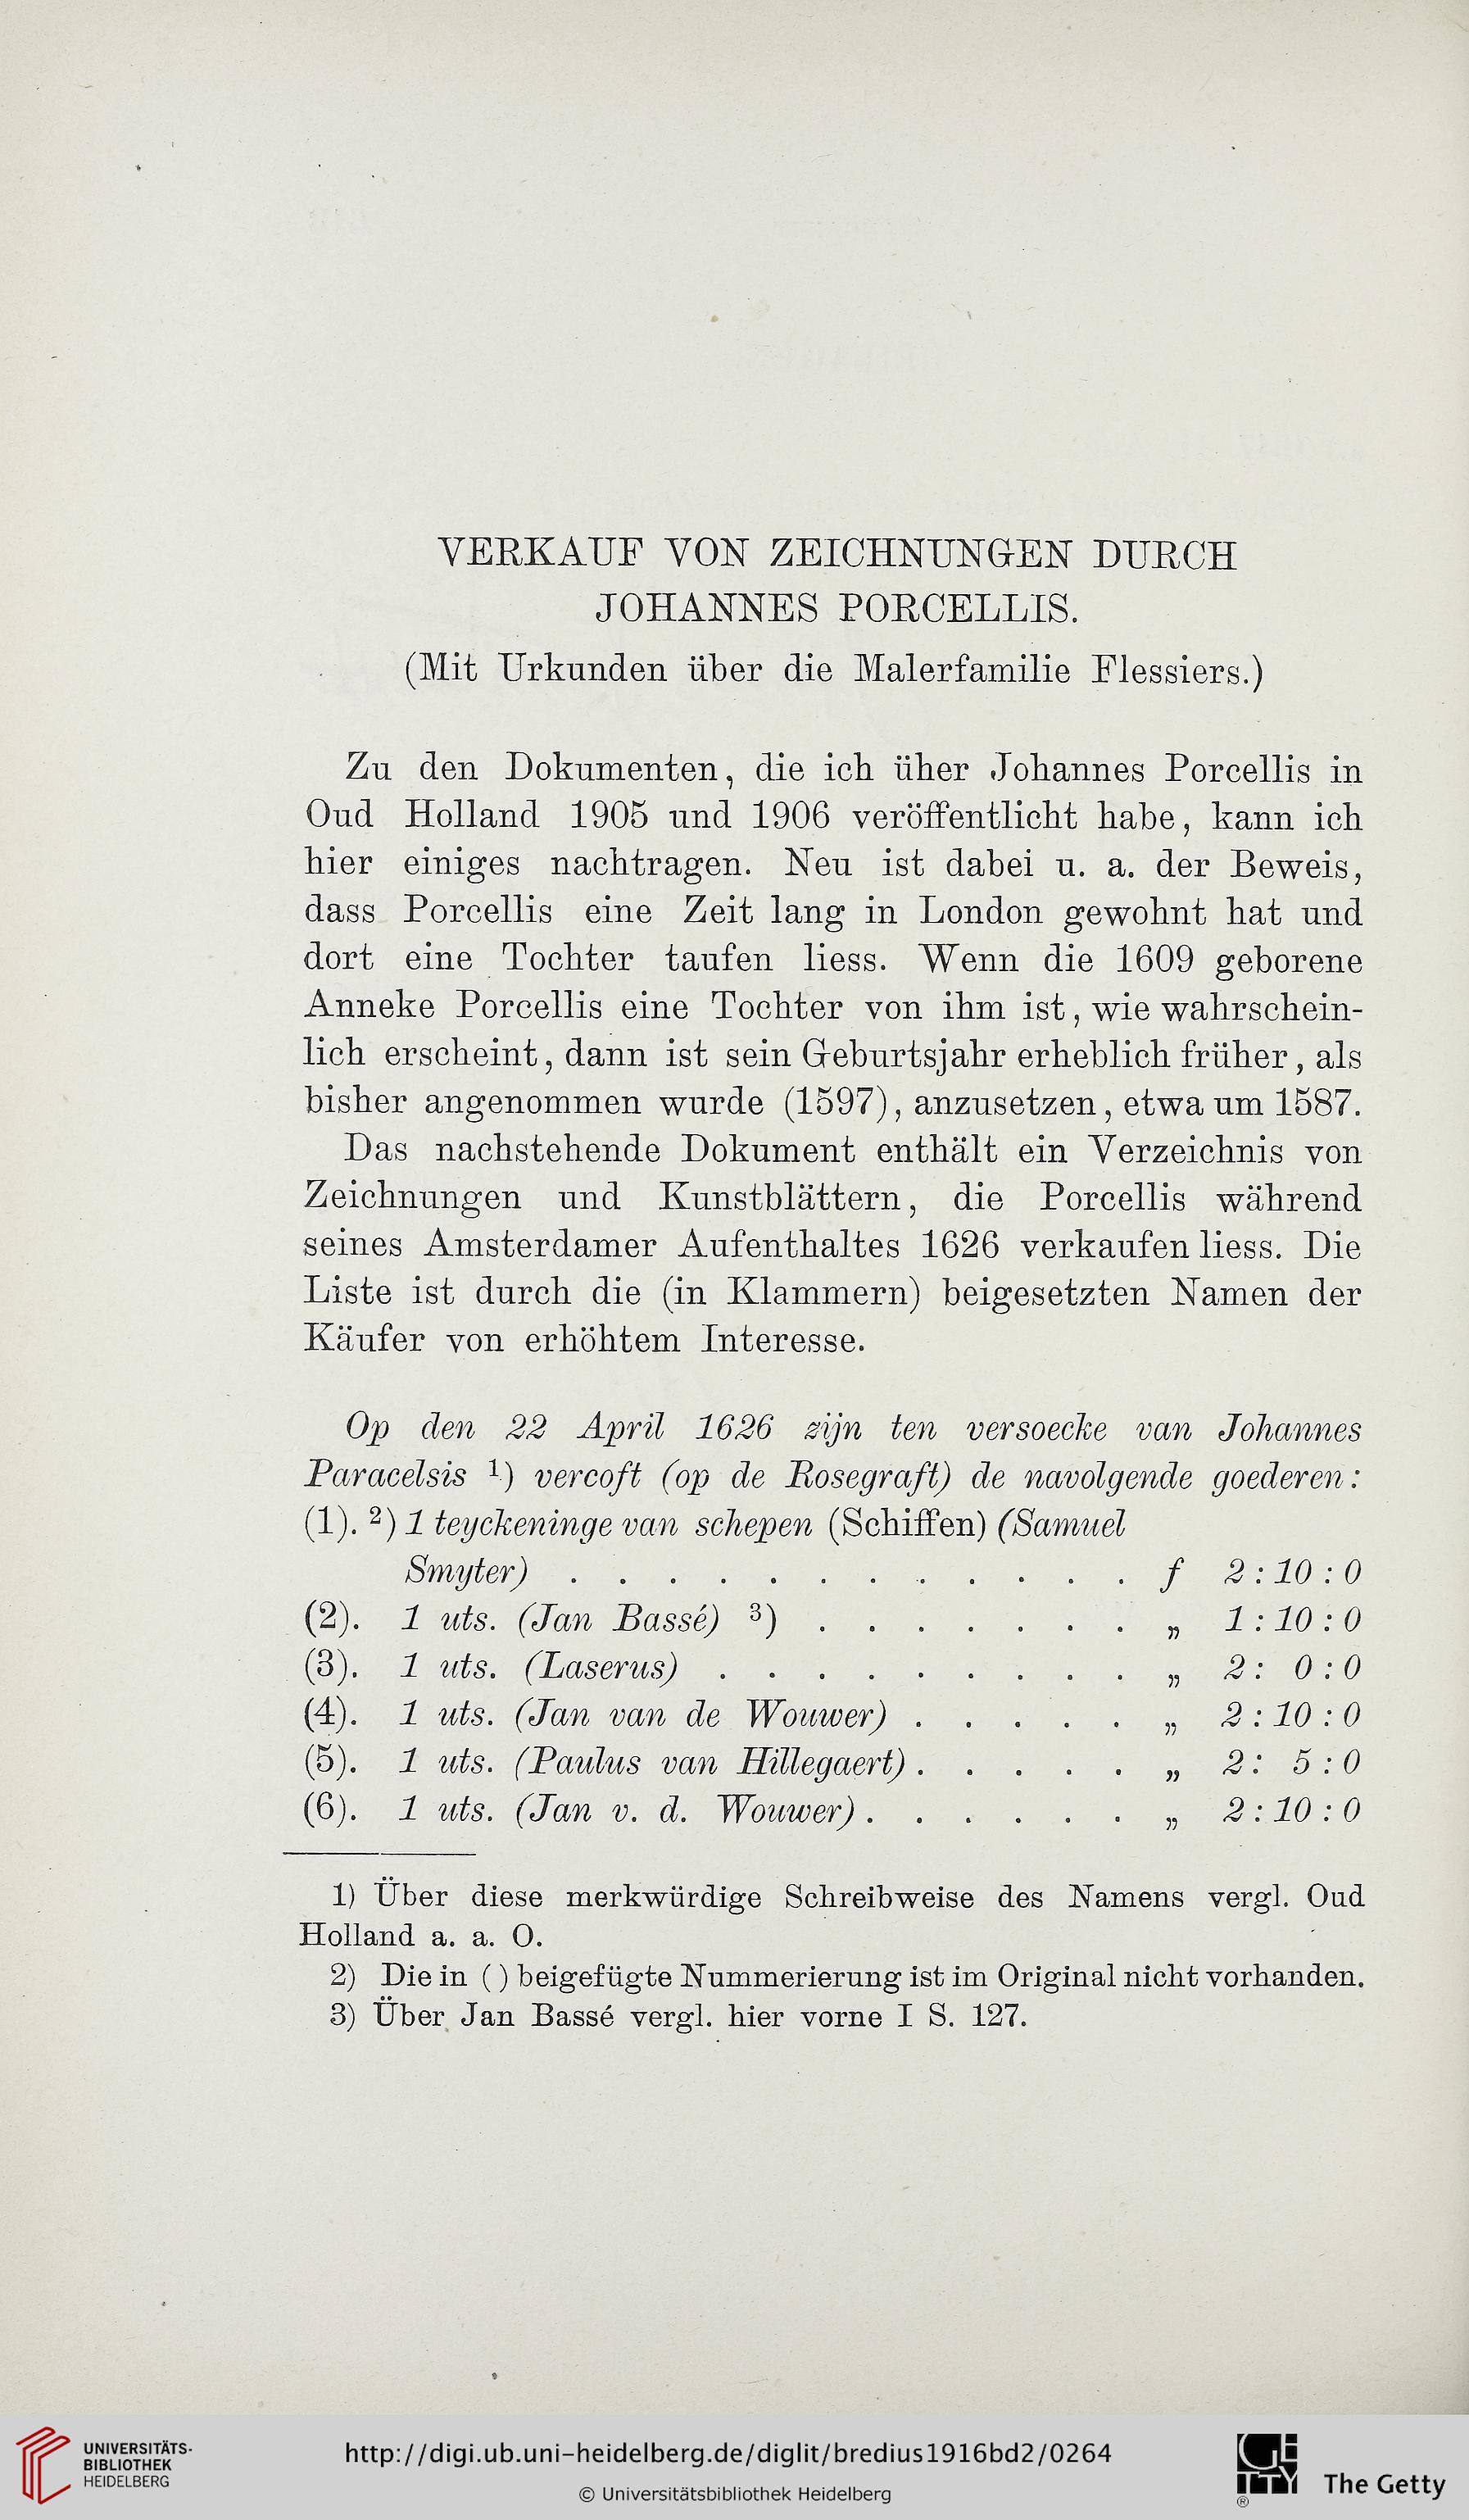 VERKAUF VON ZEICHNUNGEN DURCH
JOHANNES PORCELLIS.
(Mit Urkunden über die Malerfamilie Flessiers.)
Zu den Dokumenten, die ich üher Johannes Porcellis in
Oud Holland 1905 und 1906 veröffentlicht habe, kann ich
hier einiges nachtragen. Neu ist dabei u. a. der Beweis,
dass Porcellis eine Zeit lang in London gewohnt hat und
dort eine Tochter taufen liess. Wenn die 1609 geborene
Anneke Porcellis eine Tochter von ihm ist, wie wahrschein-
lich erscheint, dann ist sein Geburtsjahr erheblich früher, als
bisher angenommen wurde (1597), anzusetzen, etwa um 1587.
Das nachstehende Dokument enthält ein Verzeichnis von
Zeichnungen und Kunstblättern, die Porcellis während
seines Amsterdamer Aufenthaltes 1626 verkaufen liess. Die
Liste ist durch die (in Klammern) beigesetzten Namen der
Käufer von erhöhtem Interesse.
Op den 22 April 1626 zijn ten versoecke van Johannes
Paracelsis ¹) vercoft (op de Rosegraft) de navolgende goederen:
(1). ²) 1 teyckeninge van schepen (Schiffen) (Samuel
Smyter) . . . . . . . . . . . . f 2 : 10 : 0
(2). 1 uts. (Jan Bassé) ³) . . . . . . . „ 1 : 10 : 0
(3). 1 uts. (Laserus) . . . . . . . . . „ 2 : 0 : 0
(4). 1 uts. (Jan van de Wouwer) . . . . . „ 2 : 10 : 0
(5). 1 uts. (Paulus van Hillegaert) . . . . . „ 2 : 5 : 0
(6). 1 uts. (Jan v. d. Wouwer) . . . . . . „ 2 : 10 : 0
1) Über diese merkwürdige Schreibweise des Namens vergl. Oud
Holland a. a. O.
2) Die in ( ) beigefügte Nummerierung ist im Original nicht vorhanden.
3) Über Jan Bassé vergl. hier vorne I S. 127.
UNIVERSITÄTS-
BIBLIOTHEK
HEIDELBERG
http://digi.ub.uni-heidelberg.de/diglit/bredius1916bd2/0264
© Universitätsbibliothek Heidelberg
GETTY
®
The Getty